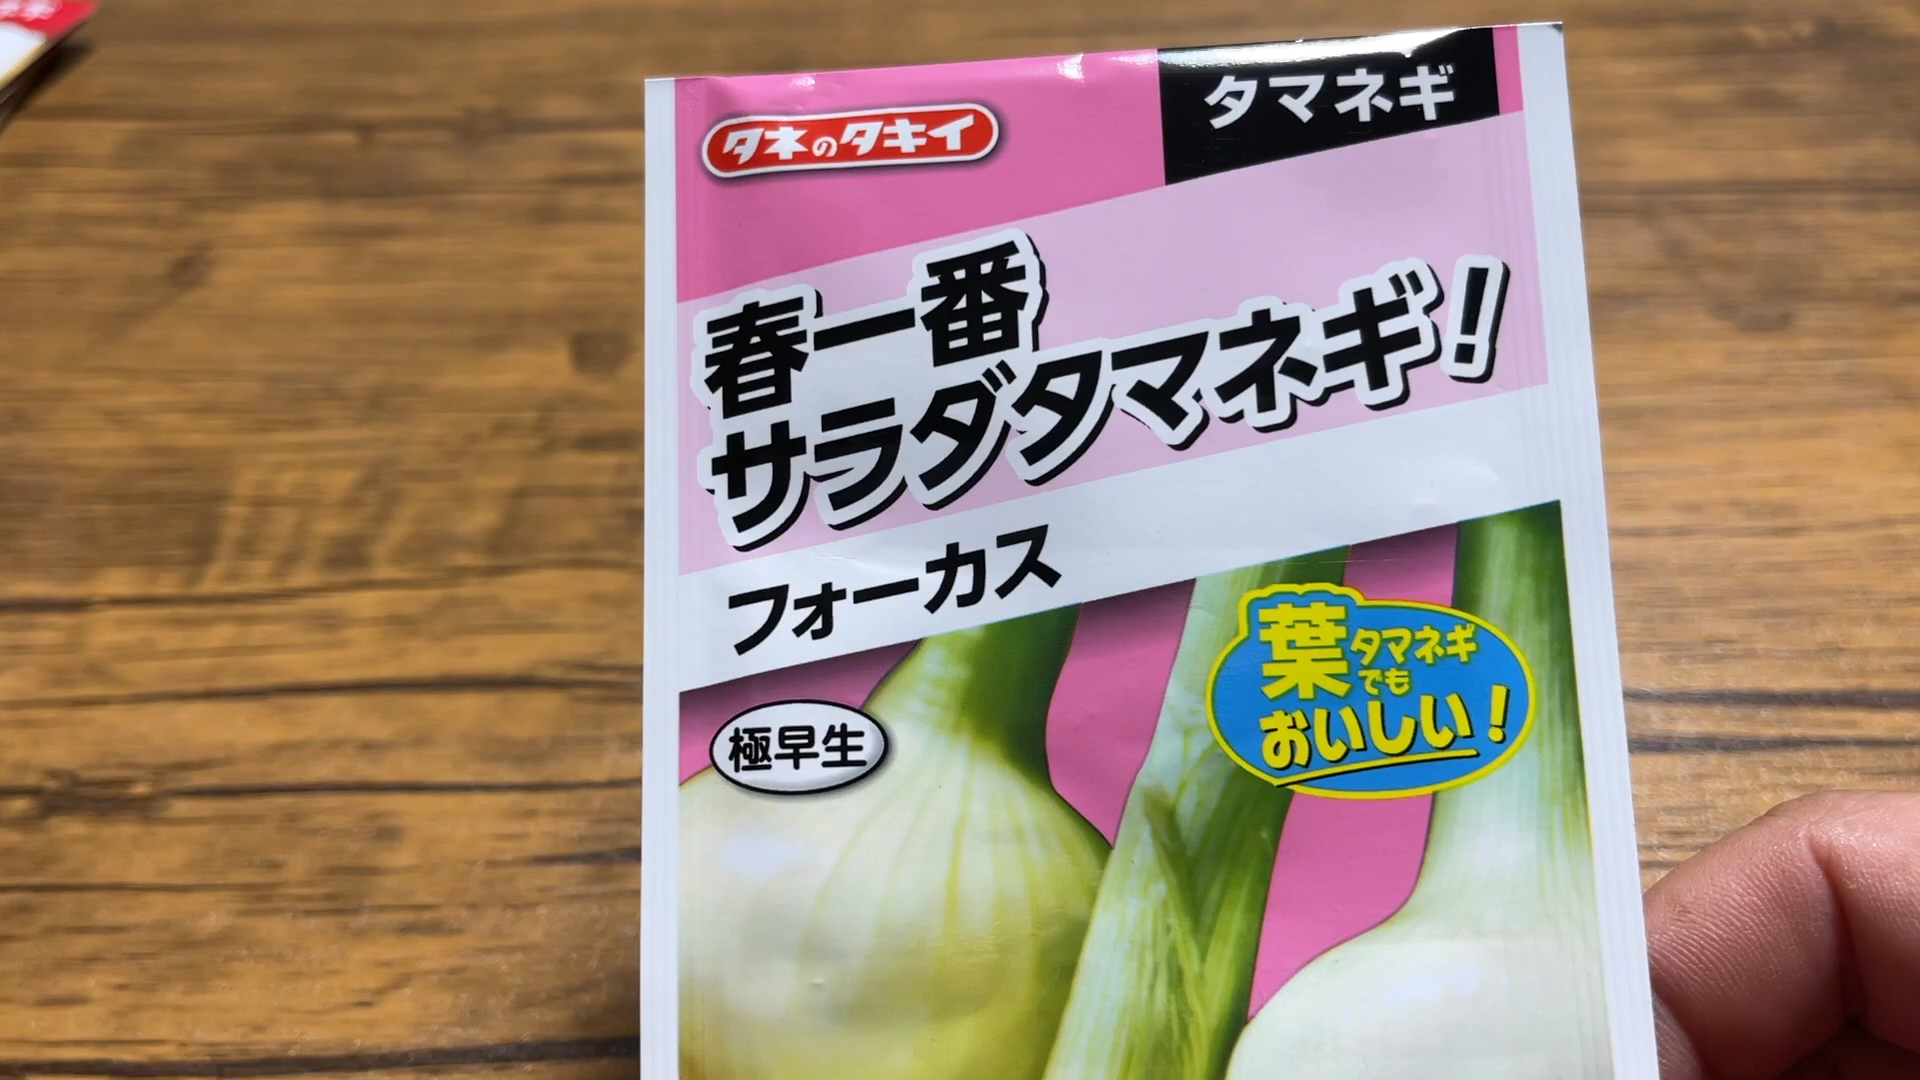 タネのタキイ
タマネギ
春一番
サラダタマネギ!
フォーカス
極早生
葉タマネギ
でも
おいしい!